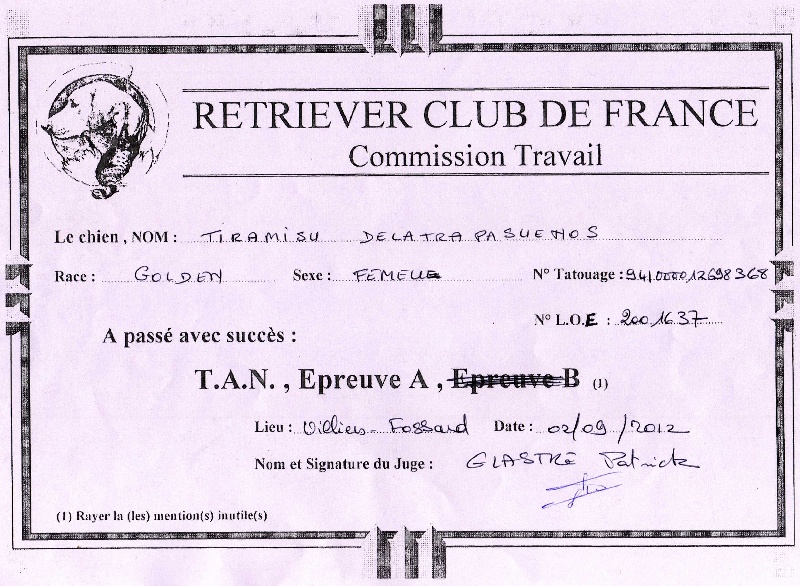 RETRIEVER CLUB DE FRANCE
Commission Travail
Le chien , NOM : TIRAMISU DELATRAPASUENOS
Race : GOLDEN Sexe : FEMELLE N° Tatouage : 941000012698368
N° L.O.E : 2001637
A passé avec succès :
T.A.N. , Epreuve A , Epreuve B (1)
Lieu : Villiers-Fossard Date : 02/09/2012
Nom et Signature du Juge : GLASTRE Patrick
(1) Rayer la (les) mention(s) inutile(s)